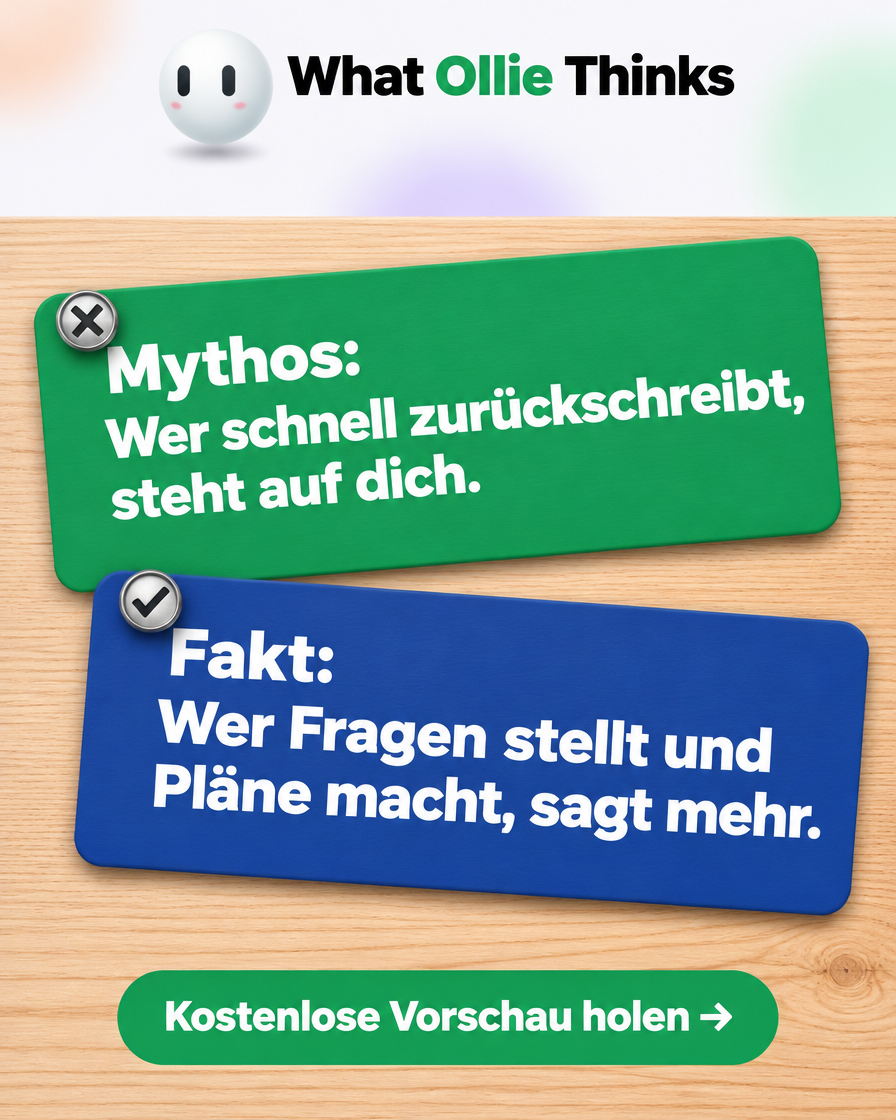 What Ollie Thinks
Mythos:
Wer schnell zurückschreibt,
steht auf dich.
Fakt:
Wer Fragen stellt und
Pläne macht, sagt mehr.
Kostenlose Vorschau holen →